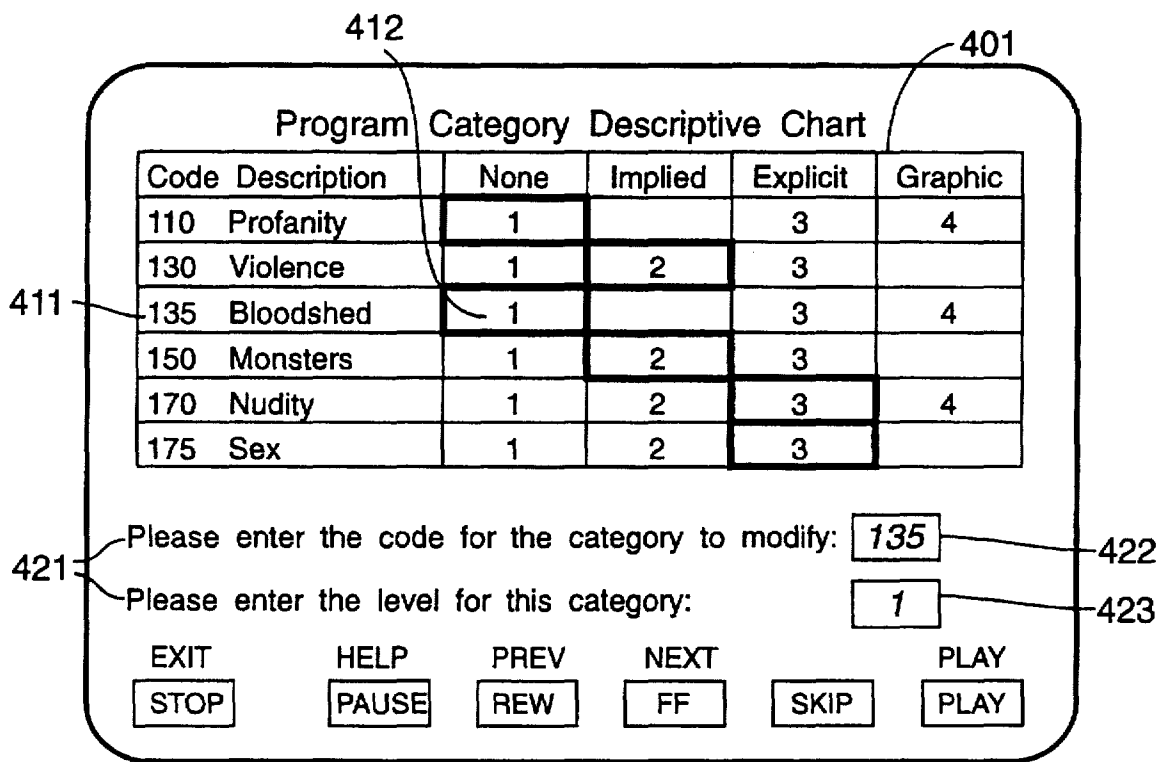 412
401
Program Category Descriptive Chart
Code Description None Implied Explicit Graphic
110 Profanity 1 3 4
130 Violence 1 2 3
411 135 Bloodshed 1 3 4
150 Monsters 1 2 3
170 Nudity 1 2 3 4
175 Sex 1 2 3
Please enter the code for the category to modify: 135 422
421
Please enter the level for this category: 1 423
EXIT HELP PREV NEXT PLAY
STOP PAUSE REW FF SKIP PLAY